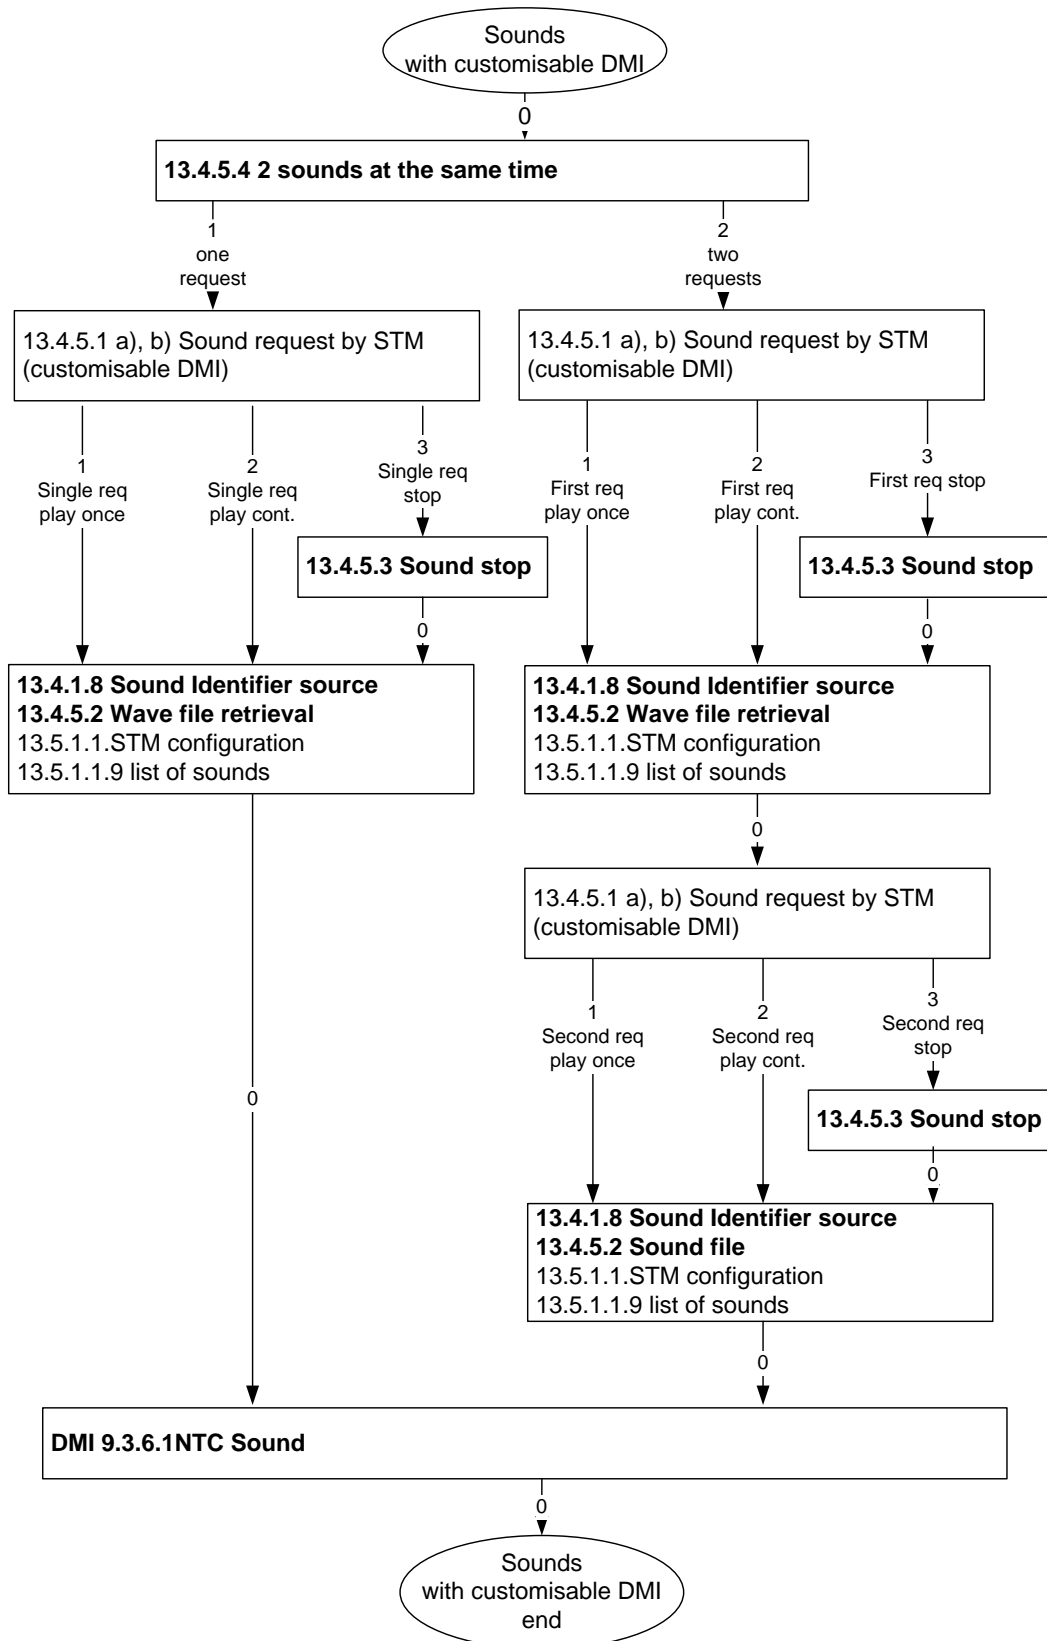 Sounds
with customisable DMI
0
13.4.5.4 2 sounds at the same time
1
one
request
2
two
requests
13.4.5.1 a), b) Sound request by STM
(customisable DMI)
13.4.5.1 a), b) Sound request by STM
(customisable DMI)
1
Single req
play once
2
Single req
play cont.
3
Single req
stop
1
First req
play once
2
First req
play cont.
3
First req stop
13.4.5.3 Sound stop
13.4.5.3 Sound stop
0
0
13.4.1.8 Sound Identifier source
13.4.5.2 Wave file retrieval
13.5.1.1.STM configuration
13.5.1.1.9 list of sounds
13.4.1.8 Sound Identifier source
13.4.5.2 Wave file retrieval
13.5.1.1.STM configuration
13.5.1.1.9 list of sounds
0
13.4.5.1 a), b) Sound request by STM
(customisable DMI)
1
Second req
play once
2
Second req
play cont.
3
Second req
stop
0
13.4.5.3 Sound stop
0
13.4.1.8 Sound Identifier source
13.4.5.2 Sound file
13.5.1.1.STM configuration
13.5.1.1.9 list of sounds
0
DMI 9.3.6.1NTC Sound
0
Sounds
with customisable DMI
end